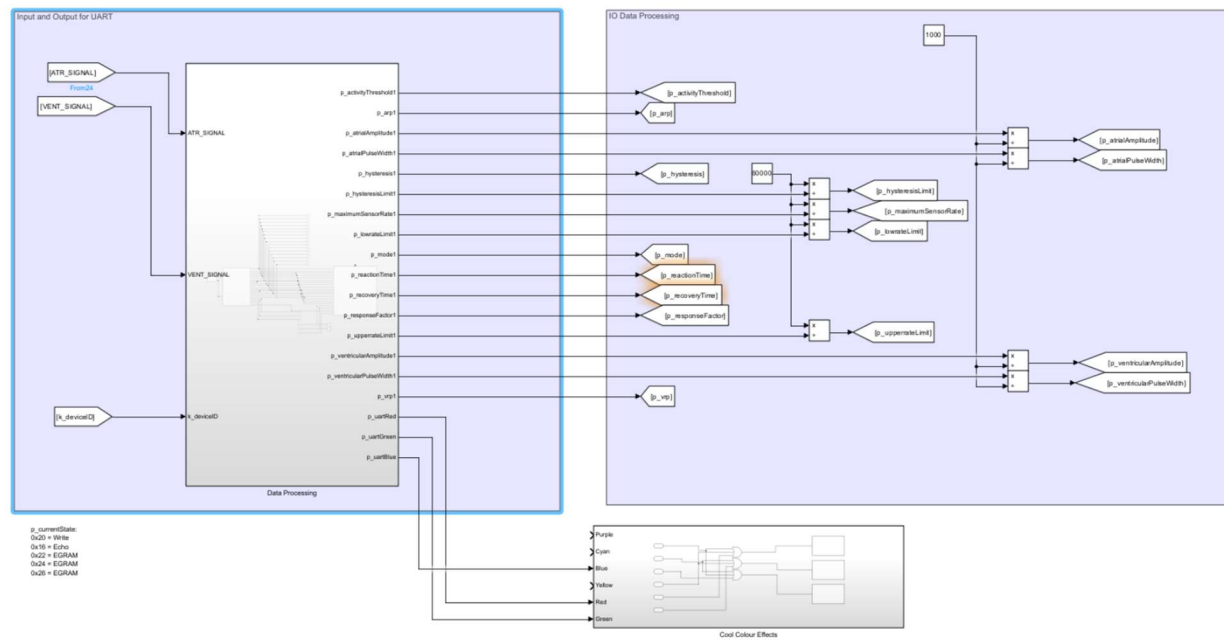 Input and Output for UART
IO Data Processing
1000
[ATR_SIGNAL]
From24
[VENT_SIGNAL]
ATR_SIGNAL
VENT_SIGNAL
[k_deviceID]
k_deviceID
p_activityThreshold1
p_arp1
p_atrialAmplitude1
p_atrialPulseWidth1
p_hysteresis1
p_hysteresisLimit1
p_maximumSensorRate1
p_lowrateLimit1
p_mode1
p_reactionTime1
p_recoveryTime1
p_responseFactor1
p_upperrateLimit1
p_ventricularAmplitude1
p_ventricularPulseWidth1
p_vrp1
p_uartRed
p_uartGreen
p_uartBlue
Data Processing
[p_activityThreshold]
[p_arp]
[p_atrialAmplitude]
[p_atrialPulseWidth]
[p_hysteresis]
60000
[p_hysteresisLimit]
[p_maximumSensorRate]
[p_lowrateLimit]
[p_mode]
[p_reactionTime]
[p_recoveryTime]
[p_responseFactor]
[p_upperrateLimit]
[p_ventricularAmplitude]
[p_ventricularPulseWidth]
[p_vrp]
x
÷
x
÷
x
÷
x
÷
x
÷
x
÷
x
÷
x
÷
p_currentState:
0x20 = Write
0x16 = Echo
0x22 = EGRAM
0x24 = EGRAM
0x26 = EGRAM
Purple
Cyan
Blue
Yellow
Red
Green
Cool Colour Effects